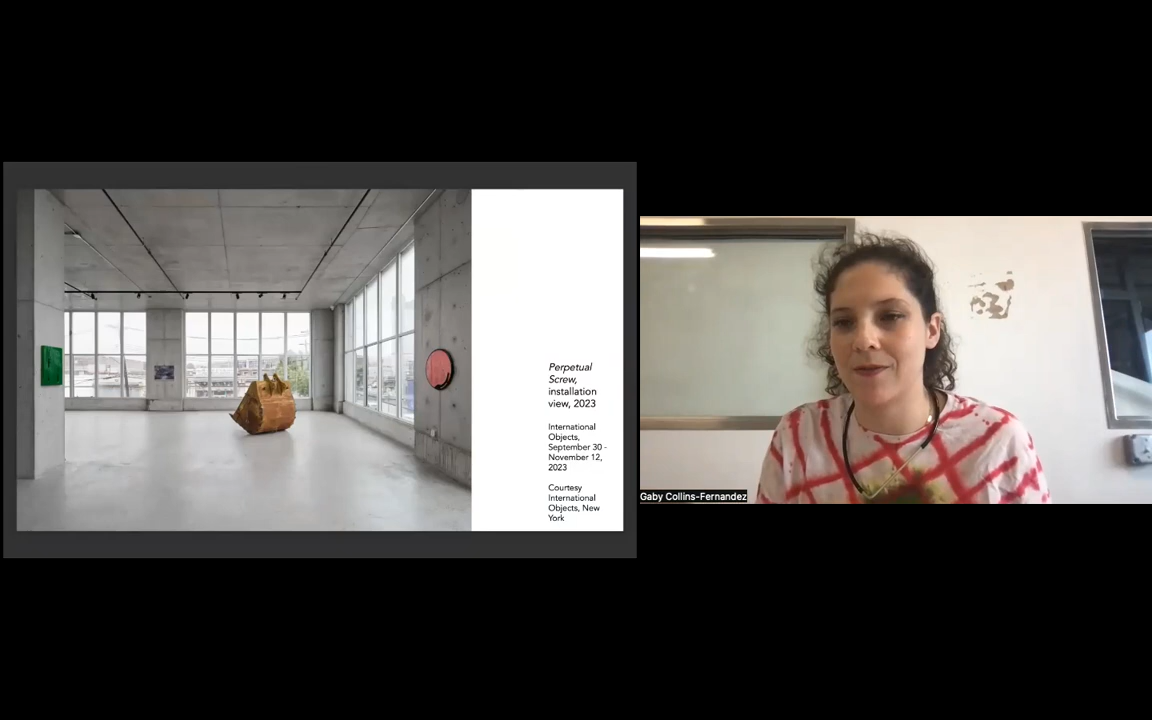 Perpetual
Screw,
installation
view, 2023
International
Objects,
September 30 -
November 12,
2023
Courtesy
International
Objects, New
York
Gaby Collins-Fernandez